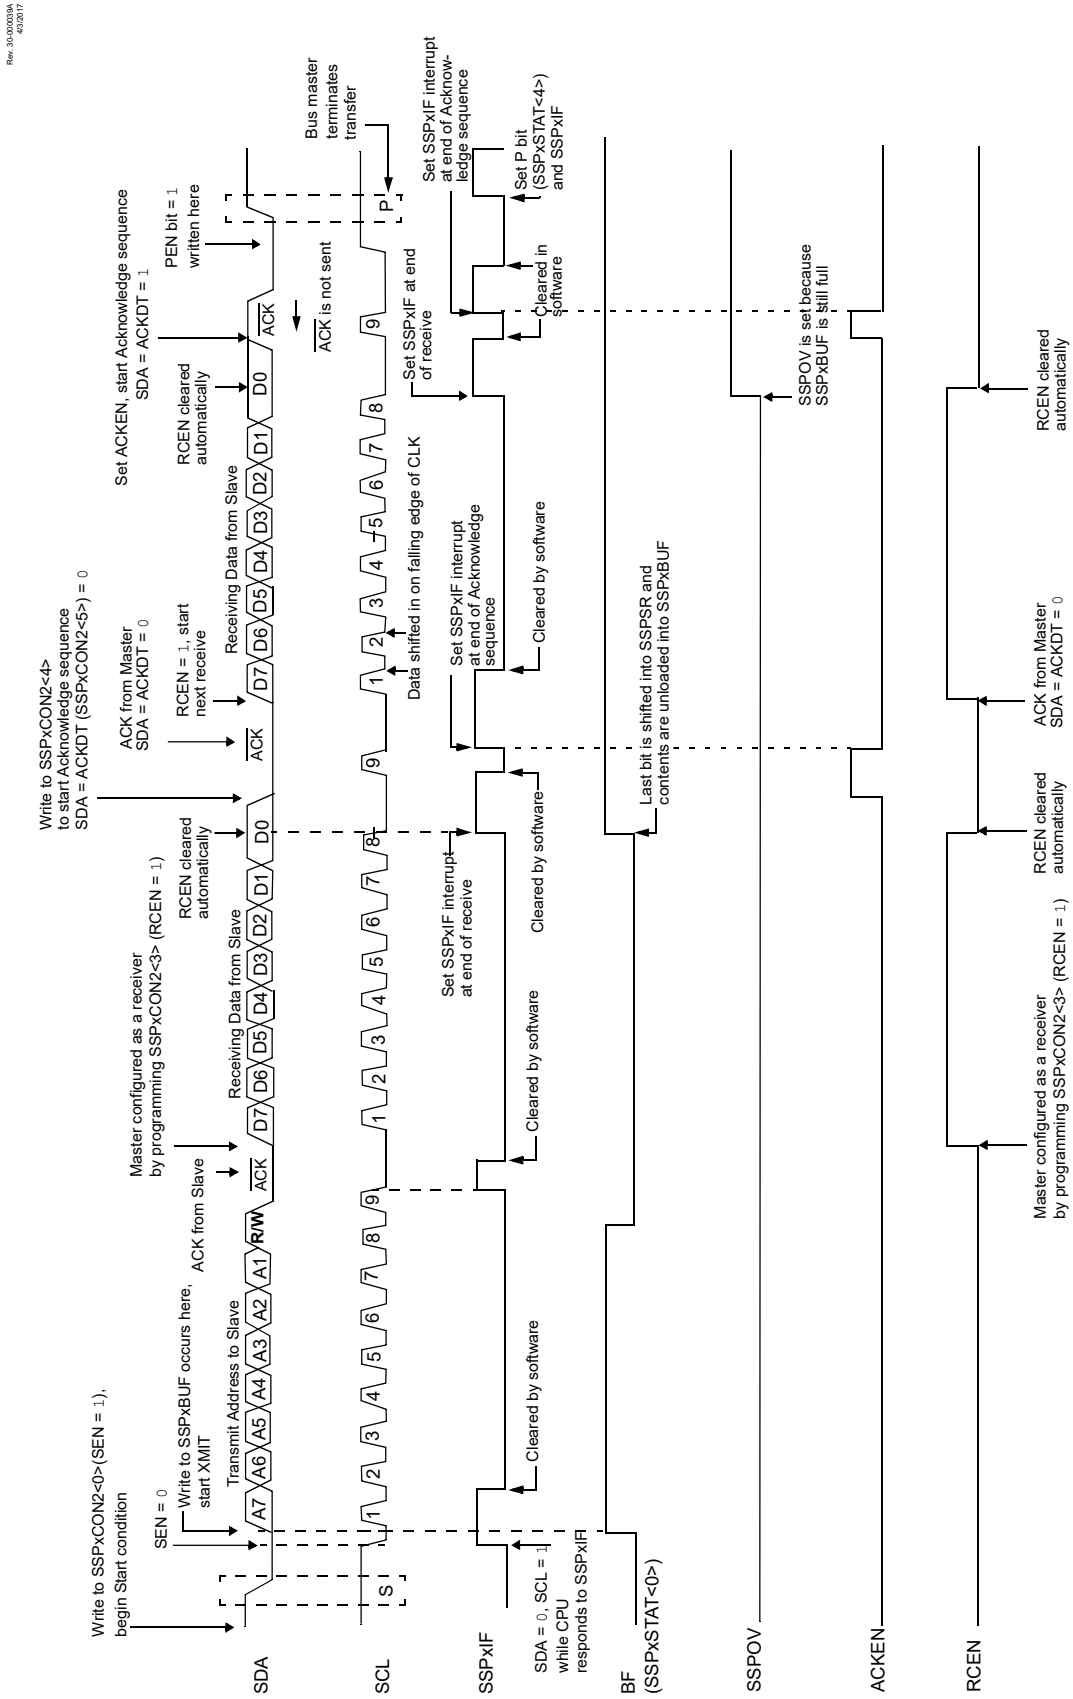 Rev. 30-000039A
4/3/2017
Write to SSPxCON2<0>(SEN = 1),
begin Start condition
SEN = 0
Write to SSPxBUF occurs here,
start XMIT
ACK from Slave
Master configured as a receiver
by programming SSPxCON2<3> (RCEN = 1)
RCEN cleared
automatically
Write to SSPxCON2<4>
to start Acknowledge sequence
SDA = ACKDT (SSPxCON2<5>) = 0
ACK from Master
SDA = ACKDT = 0
RCEN = 1, start
next receive
RCEN cleared
automatically
Set ACKEN, start Acknowledge sequence
SDA = ACKDT = 1
PEN bit = 1
written here
Transmit Address to Slave
Receiving Data from Slave
Receiving Data from Slave
SDA
A7 A6 A5 A4 A3 A2 A1 R/W ACK D7 D6 D5 D4 D3 D2 D1 D0 ACK D7 D6 D5 D4 D3 D2 D1 D0 ACK
ACK is not sent
Bus master
terminates
transfer
SCL
S 1 2 3 4 5 6 7 8 9 1 2 3 4 5 6 7 8 9 1 2 3 4 5 6 7 8 9 P
Data shifted in on falling edge of CLK
Set SSPxIF interrupt
at end of receive
Set SSPxIF interrupt
at end of Acknowledge
sequence
Set SSPxIF at end
of receive
Set SSPxIF interrupt
at end of Acknow-
ledge sequence
SSPxIF
SDA = 0, SCL = 1
while CPU
responds to SSPxIF
Cleared by software
Cleared by software
Cleared by software
Cleared by software
Cleared in
software
Set P bit
(SSPxSTAT<4>)
and SSPxIF
BF
(SSPxSTAT<0>)
Last bit is shifted into SSPSR and
contents are unloaded into SSPxBUF
SSPOV
SSPOV is set because
SSPxBUF is still full
ACKEN
RCEN
Master configured as a receiver
by programming SSPxCON2<3> (RCEN = 1)
RCEN cleared
automatically
ACK from Master
SDA = ACKDT = 0
RCEN cleared
automatically